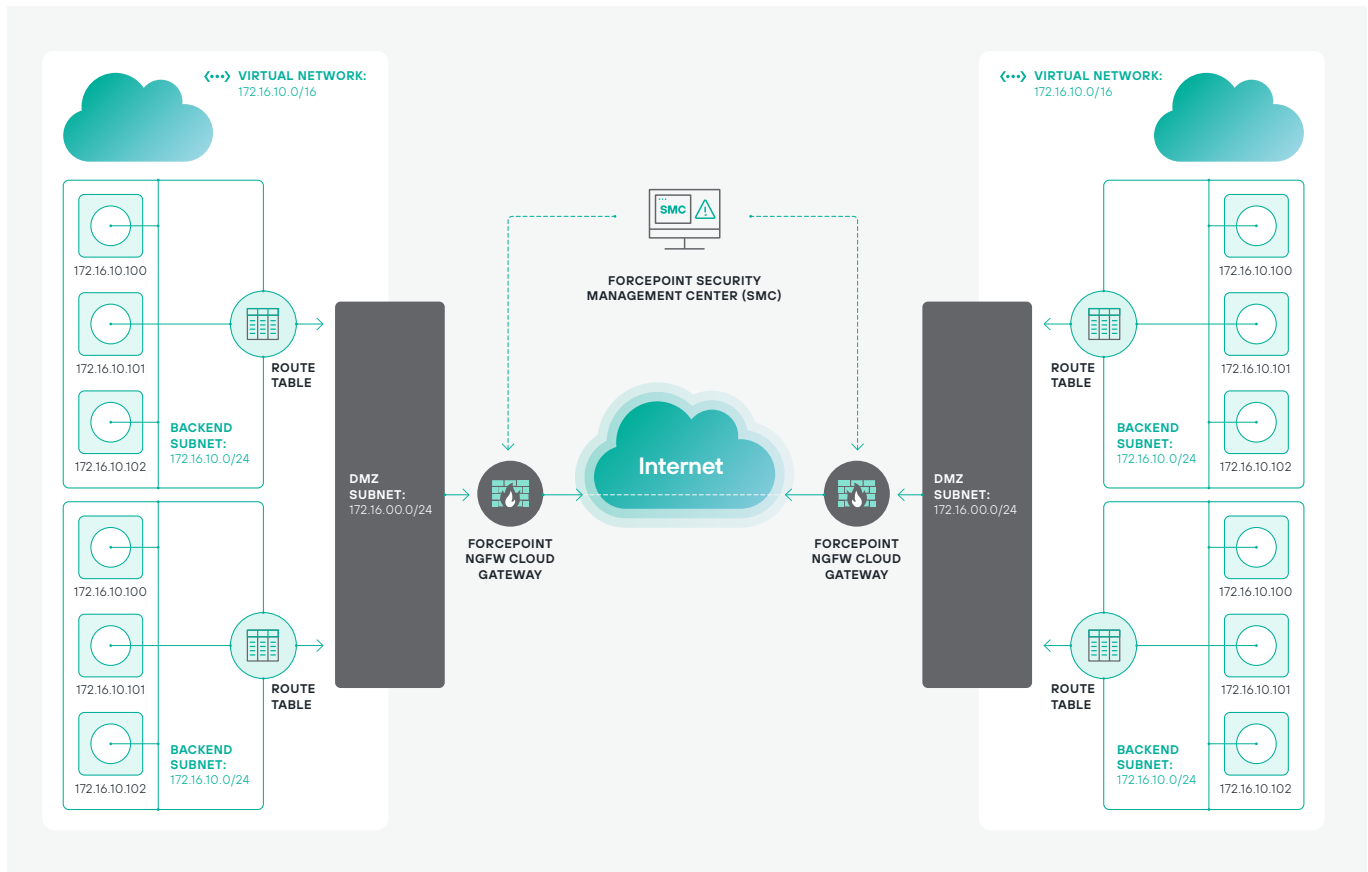 VIRTUAL NETWORK:
172.16.10.0/16
172.16.10.100
172.16.10.101
172.16.10.102
ROUTE
TABLE
BACKEND
SUBNET:
172.16.10.0/24
172.16.10.100
172.16.10.101
172.16.10.102
ROUTE
TABLE
BACKEND
SUBNET:
172.16.10.0/24
DMZ
SUBNET:
172.16.00.0/24
FORCEPOINT
NGFW CLOUD
GATEWAY
SMC
FORCEPOINT SECURITY
MANAGEMENT CENTER (SMC)
Internet
FORCEPOINT
NGFW CLOUD
GATEWAY
DMZ
SUBNET:
172.16.00.0/24
VIRTUAL NETWORK:
172.16.10.0/16
ROUTE
TABLE
BACKEND
SUBNET:
172.16.10.0/24
172.16.10.100
172.16.10.101
172.16.10.102
ROUTE
TABLE
BACKEND
SUBNET:
172.16.10.0/24
172.16.10.100
172.16.10.101
172.16.10.102